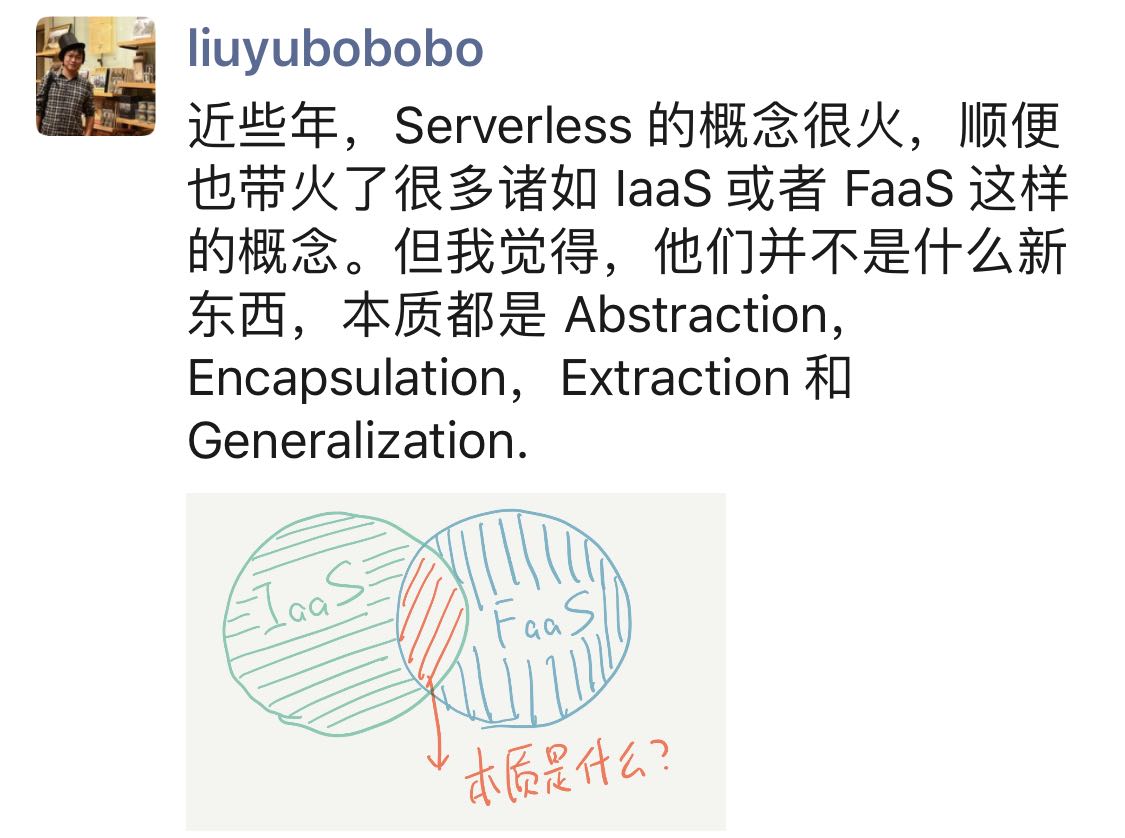 liuyubobobo
近些年，Serverless 的概念很火，顺便
也带火了很多诸如 IaaS 或者 FaaS 这样
的概念。但我觉得，他们并不是什么新
东西，本质都是 Abstraction，
Encapsulation，Extraction 和
Generalization.
IaaS
FaaS
本质是什么？